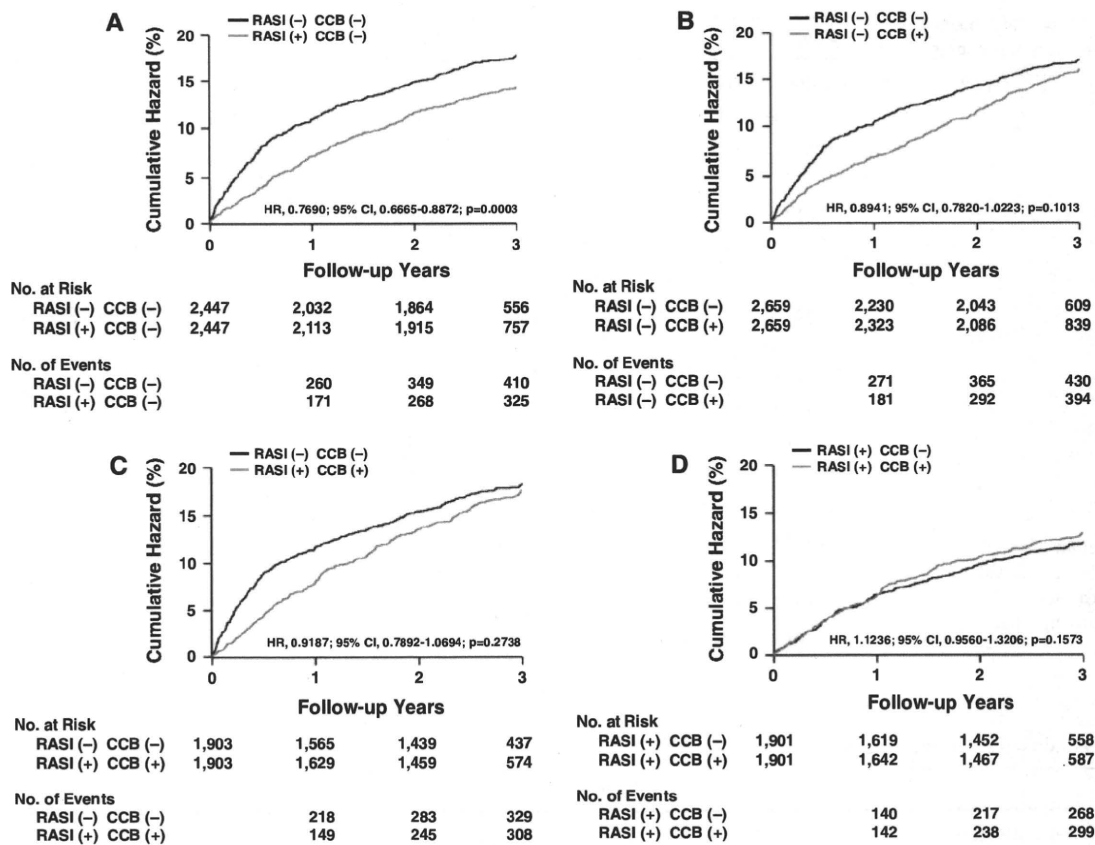 A
RASI (–) CCB (–)
RASI (+) CCB (–)
Cumulative Hazard (%)
20
15
10
5
0
HR, 0.7690; 95% CI, 0.6665-0.8872; p=0.0003
0 1 2 3
Follow-up Years
No. at Risk
RASI (–) CCB (–) 2,447 2,032 1,864 556
RASI (+) CCB (–) 2,447 2,113 1,915 757
No. of Events
RASI (–) CCB (–) 260 349 410
RASI (+) CCB (–) 171 268 325
B
RASI (–) CCB (–)
RASI (–) CCB (+)
Cumulative Hazard (%)
20
15
10
5
0
HR, 0.8941; 95% CI, 0.7820-1.0223; p=0.1013
0 1 2 3
Follow-up Years
No. at Risk
RASI (–) CCB (–) 2,659 2,230 2,043 609
RASI (–) CCB (+) 2,659 2,323 2,086 839
No. of Events
RASI (–) CCB (–) 271 365 430
RASI (–) CCB (+) 181 292 394
C
RASI (–) CCB (–)
RASI (+) CCB (+)
Cumulative Hazard (%)
20
15
10
5
0
HR, 0.9187; 95% CI, 0.7892-1.0694; p=0.2738
0 1 2 3
Follow-up Years
No. at Risk
RASI (–) CCB (–) 1,903 1,565 1,439 437
RASI (+) CCB (+) 1,903 1,629 1,459 574
No. of Events
RASI (–) CCB (–) 218 283 329
RASI (+) CCB (+) 149 245 308
D
RASI (+) CCB (–)
RASI (+) CCB (+)
Cumulative Hazard (%)
20
15
10
5
0
HR, 1.1236; 95% CI, 0.9560-1.3206; p=0.1573
0 1 2 3
Follow-up Years
No. at Risk
RASI (+) CCB (–) 1,901 1,619 1,452 558
RASI (+) CCB (+) 1,901 1,642 1,467 587
No. of Events
RASI (+) CCB (–) 140 217 268
RASI (+) CCB (+) 142 238 299